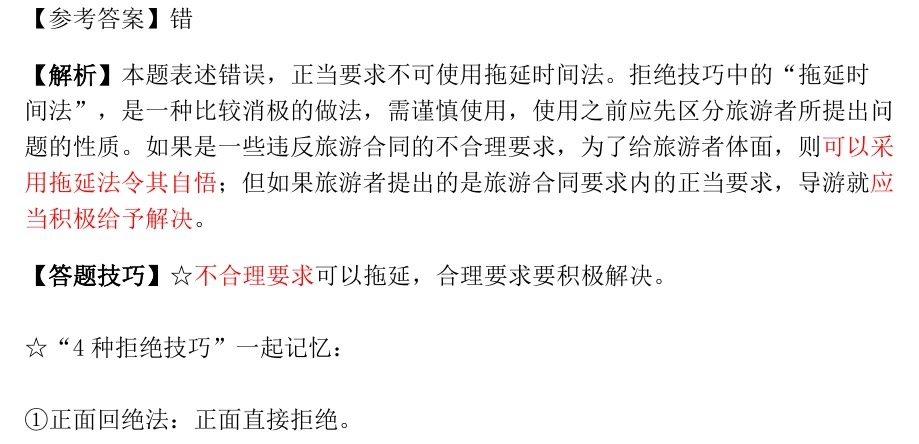 【参考答案】错
【解析】本题表述错误，正当要求不可使用拖延时间法。拒绝技巧中的“拖延时
间法”，是一种比较消极的做法，需谨慎使用，使用之前应先区分旅游者所提出问
题的性质。如果是一些违反旅游合同的不合理要求，为了给旅游者体面，则可以采
用拖延法令其自悟；但如果旅游者提出的是旅游合同要求内的正当要求，导游就应
当积极给予解决。
【答题技巧】☆不合理要求可以拖延，合理要求要积极解决。
☆“4 种拒绝技巧”一起记忆：
①正面回绝法：正面直接拒绝。